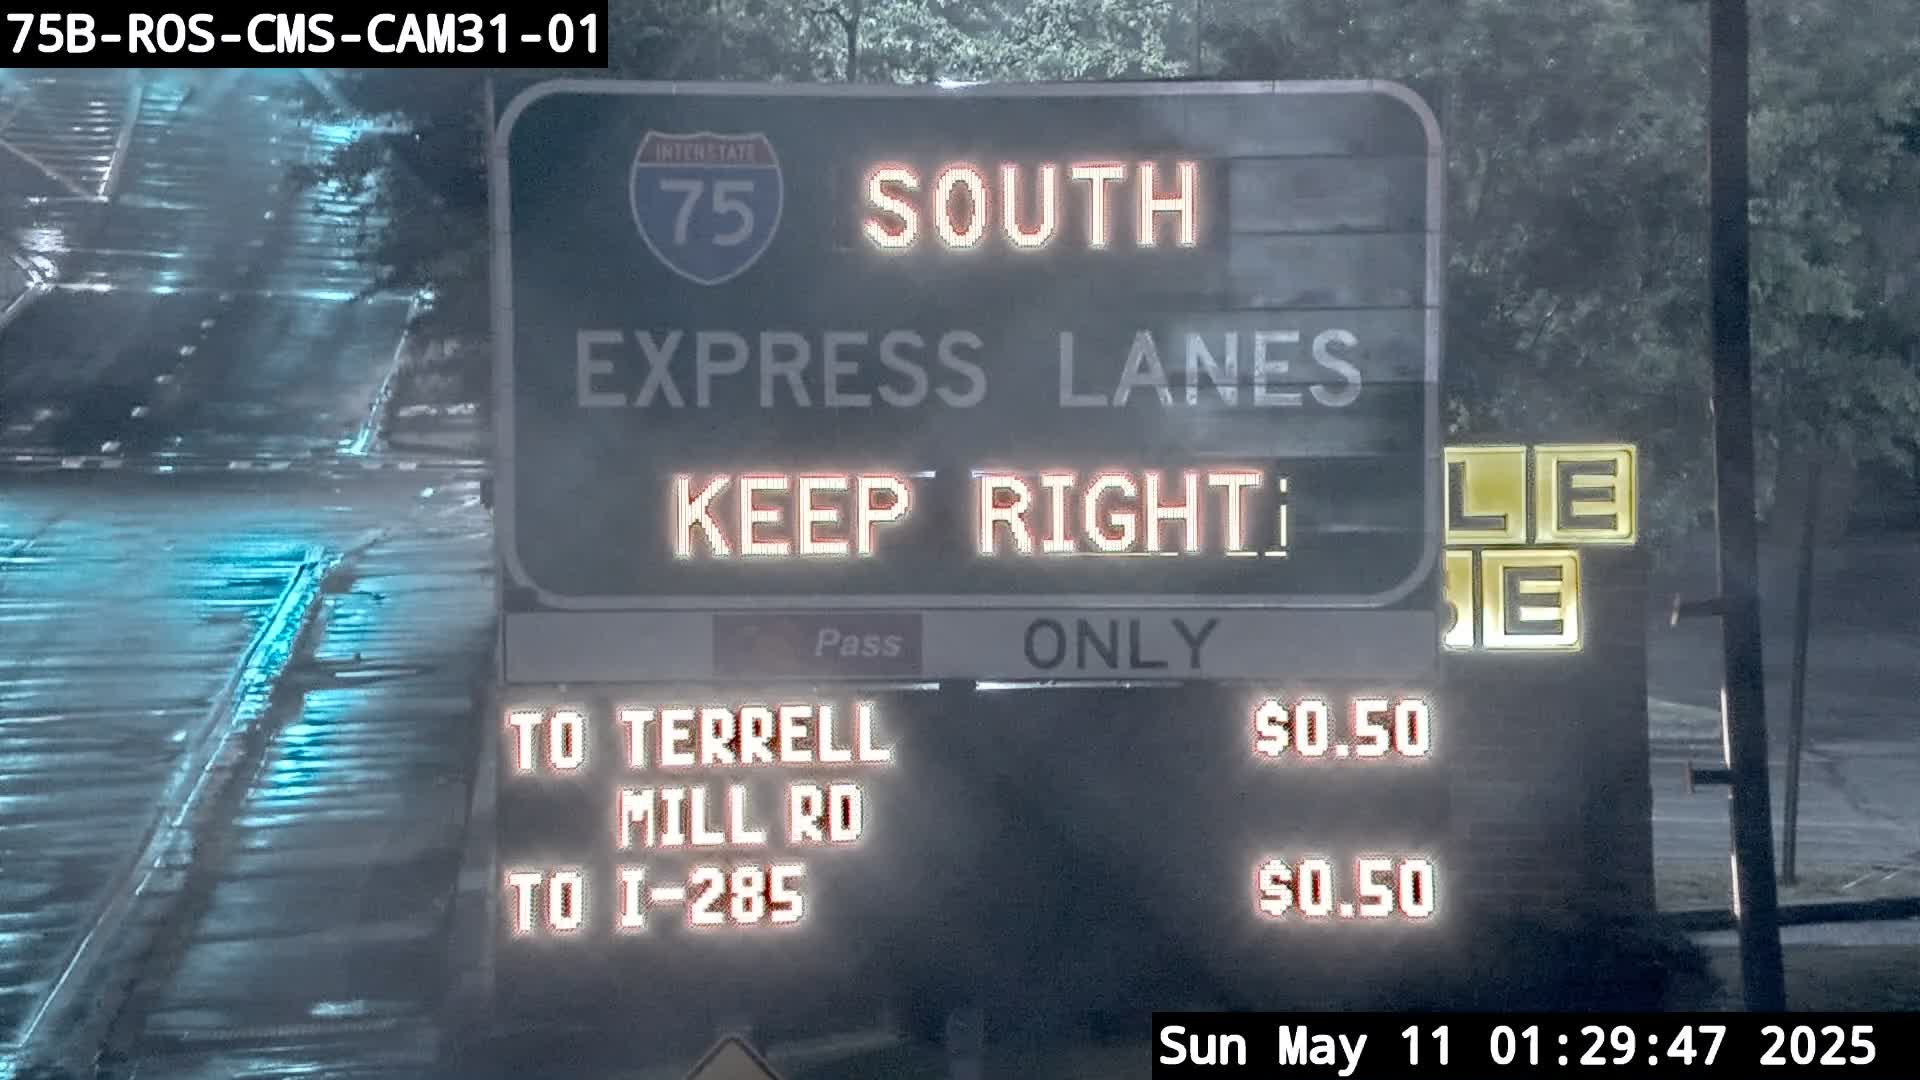 75B-ROS-CMS-CAM31-01
INTERSTATE
75
SOUTH
EXPRESS LANES
KEEP RIGHT
LE
E
Pass ONLY
TO TERRELL $0.50
MILL RD
TO I-285 $0.50
Sun May 11 01:29:47 2025